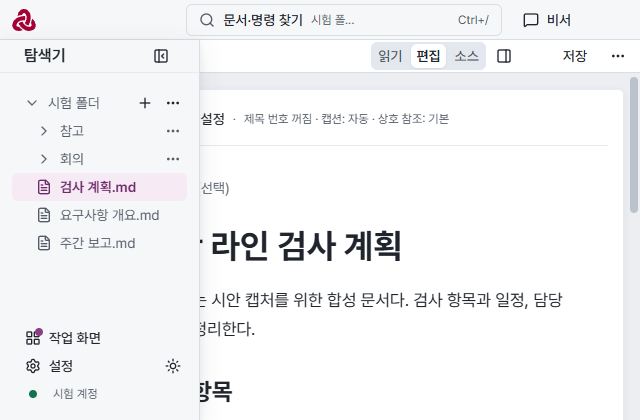 문서·명령 찾기 시험 폴... Ctrl+/ 비서
탐색기 읽기 편집 소스 저장
시험 폴더
참고
회의
검사 계획.md
요구사항 개요.md
주간 보고.md
작업 화면
설정
시험 계정
설정 · 제목 번호 꺼짐 · 캡션: 자동 · 상호 참조: 기본
선택)
라인 검사 계획
는 시안 캡처를 위한 합성 문서다. 검사 항목과 일정, 담당
정리한다.
항목